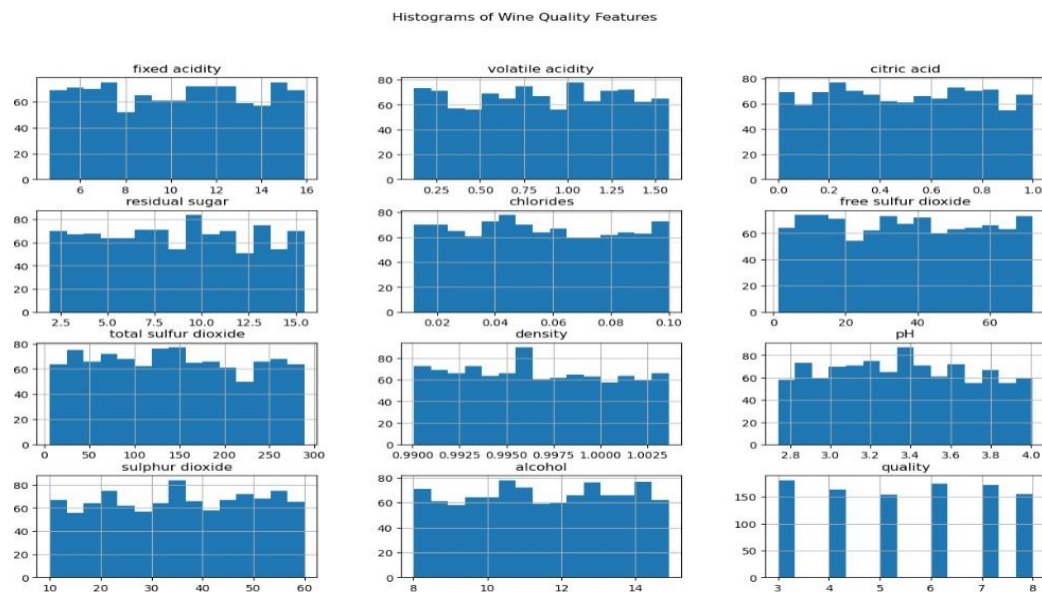 Histograms of Wine Quality Features
fixed acidity
60
40
20
0
6 8 10 12 14 16
volatile acidity
80
60
40
20
0
0.25 0.50 0.75 1.00 1.25 1.50
citric acid
80
60
40
20
0
0.0 0.2 0.4 0.6 0.8 1.0
residual sugar
80
60
40
20
0
2.5 5.0 7.5 10.0 12.5 15.0
chlorides
80
60
40
20
0
0.02 0.04 0.06 0.08 0.10
free sulfur dioxide
60
40
20
0
0 20 40 60
total sulfur dioxide
80
60
40
20
0
0 50 100 150 200 250 300
density
80
60
40
20
0
0.9900 0.9925 0.9950 0.9975 1.0000 1.0025
pH
80
60
40
20
0
2.8 3.0 3.2 3.4 3.6 3.8 4.0
sulphur dioxide
80
60
40
20
0
10 20 30 40 50 60
alcohol
80
60
40
20
0
8 10 12 14
quality
150
100
50
0
3 4 5 6 7 8